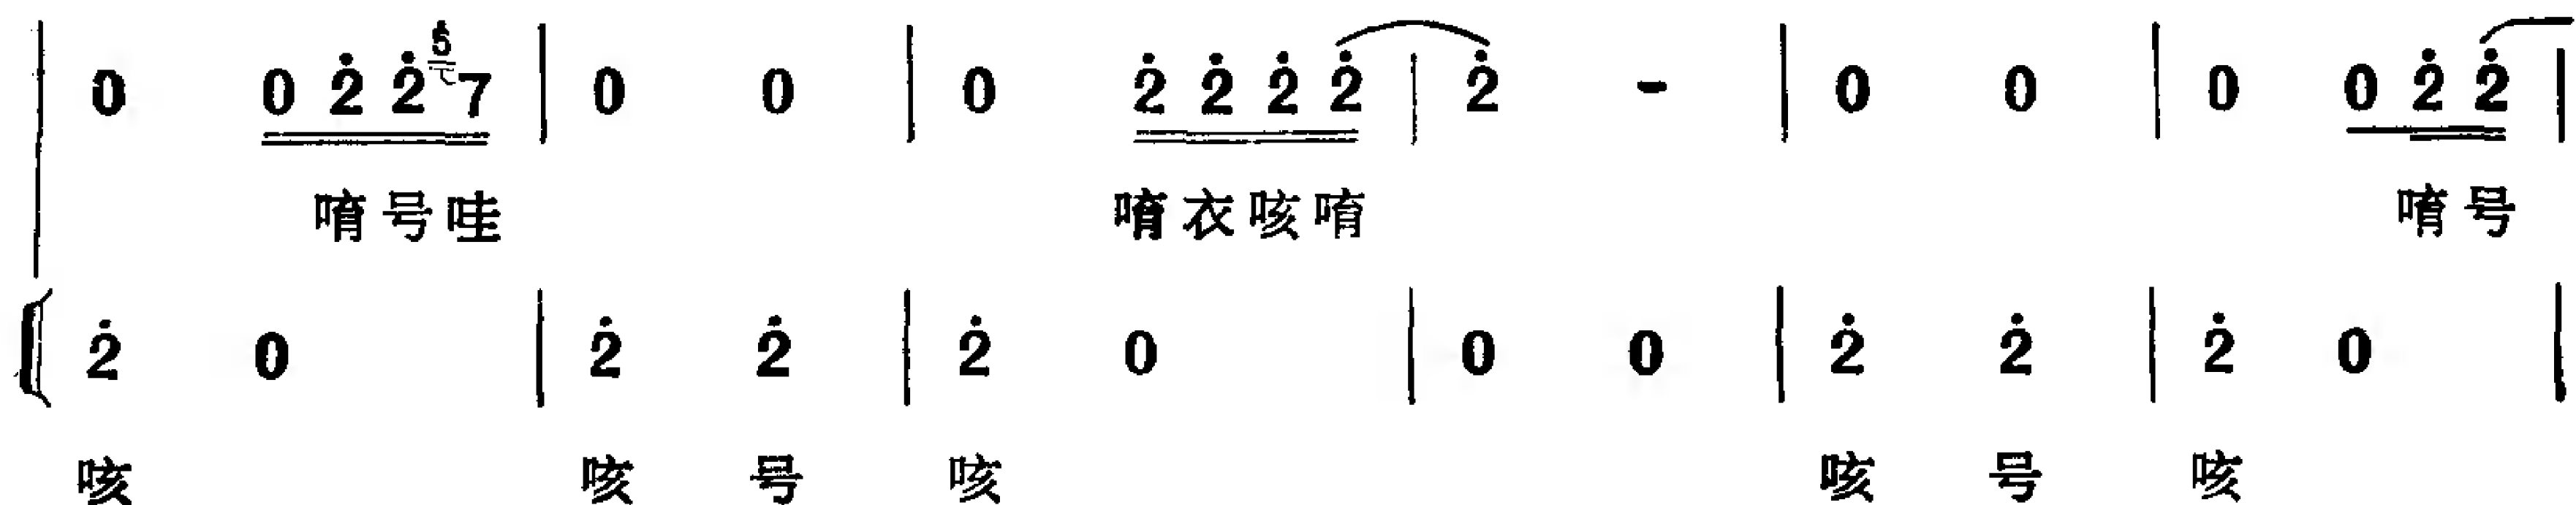 | 0 0 2̇ 2̇ 5 7 | 0 0 | 0 2̇ 2̇ 2̇ 2̇ | 2̇ - | 0 0 | 0 0 2̇ 2̇ |
唷号哇 唷衣咳唷 唷号
2̇ 0 | 2̇ 2̇ | 2̇ 0 | 0 0 | 2̇ 2̇ | 2̇ 0 |
咳 咳 号 咳 咳 号 咳